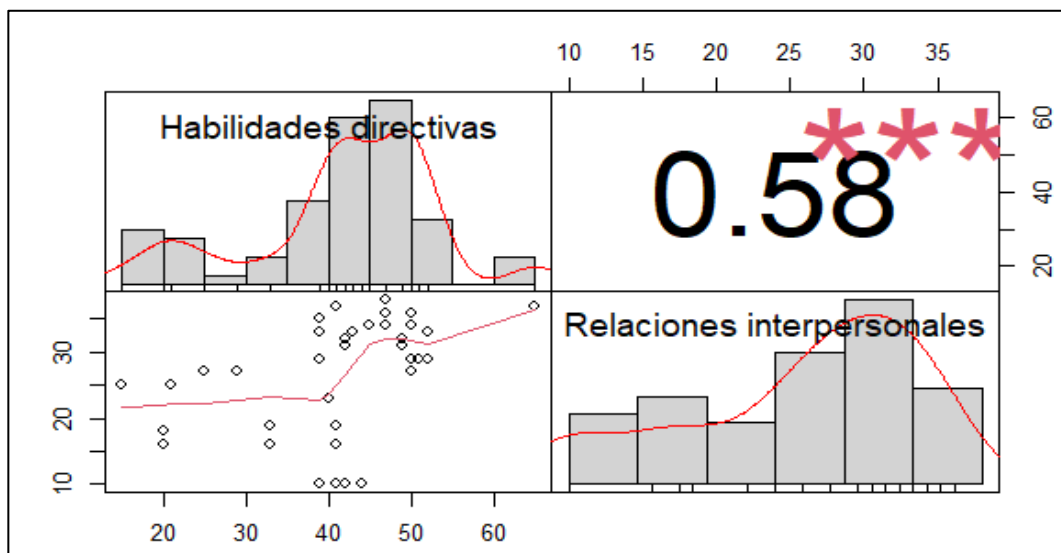 10 15 20 25 30 35
Habilidades directivas
0.58***
60
40
20
Relaciones interpersonales
30
20
10
20 30 40 50 60